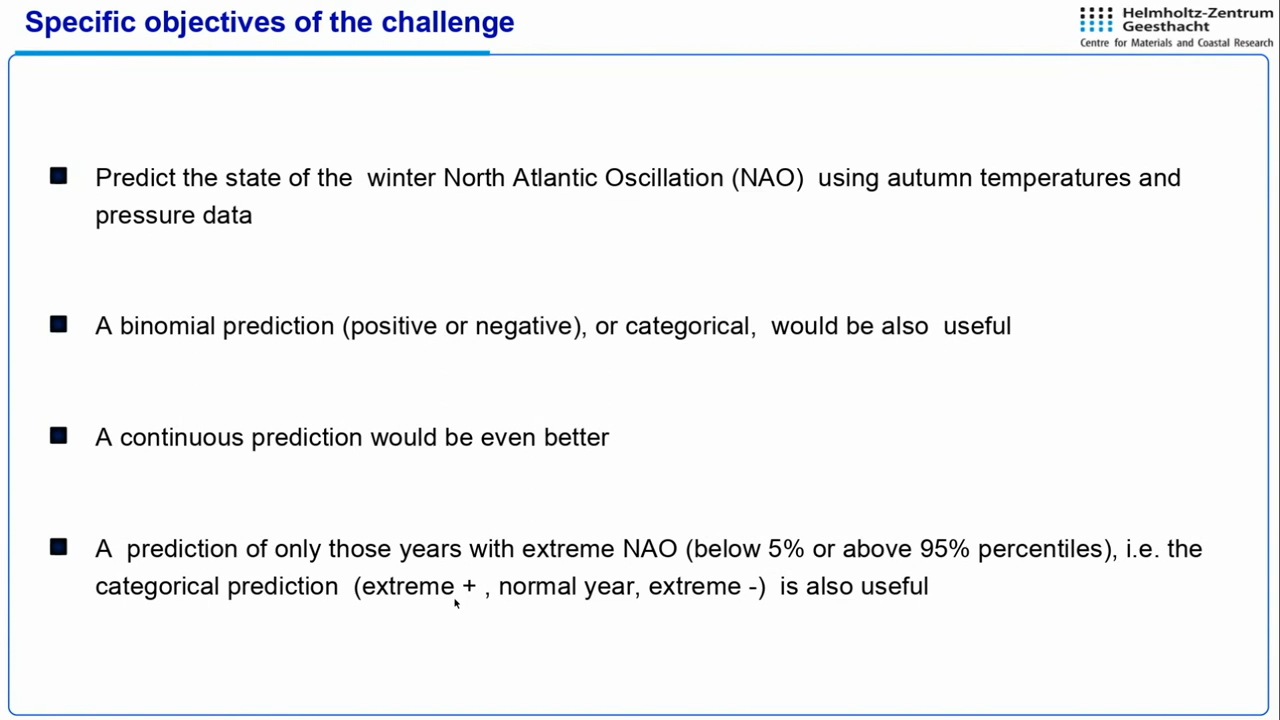 Specific objectives of the challenge
Helmholtz-Zentrum
Geesthacht
Centre for Materials and Coastal Research
Predict the state of the winter North Atlantic Oscillation (NAO) using autumn temperatures and
pressure data
A binomial prediction (positive or negative), or categorical, would be also useful
A continuous prediction would be even better
A prediction of only those years with extreme NAO (below 5% or above 95% percentiles), i.e. the
categorical prediction (extreme + , normal year, extreme -) is also useful